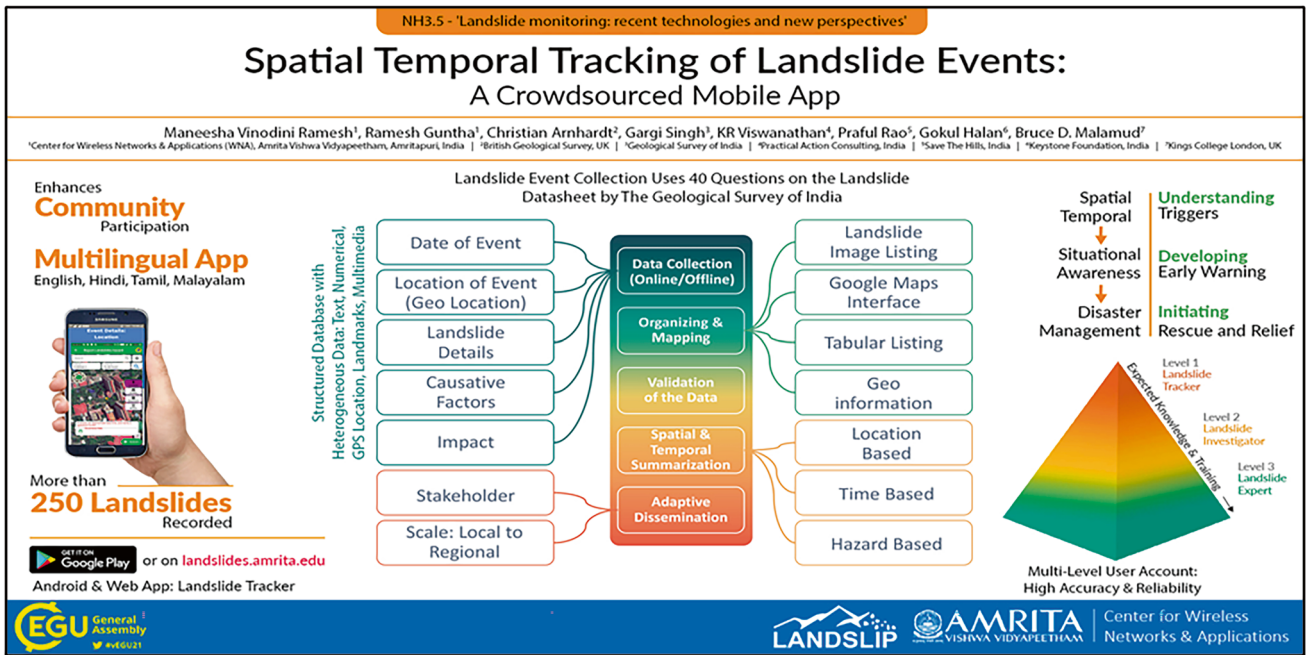 NH3.5 - 'Landslide monitoring: recent technologies and new perspectives'
Spatial Temporal Tracking of Landslide Events:
A Crowdsourced Mobile App
Maneesha Vinodini Ramesh¹, Ramesh Guntha¹, Christian Arnhardt², Gargi Singh³, KR Viswanathan⁴, Praful Rao⁵, Gokul Halan⁶, Bruce D. Malamud⁷
¹Center for Wireless Networks & Applications (WNA), Amrita Vishwa Vidyapeetham, Amritapuri, India | ²British Geological Survey, UK | ³Geological Survey of India | ⁴Practical Action Consulting, India | ⁵Save The Hills, India | ⁶Keystone Foundation, India | ⁷Kings College London, UK
Enhances
Community
Participation
Multilingual App
English, Hindi, Tamil, Malayalam
SAMSUNG
Event Details:
Location
More than
250 Landslides
Recorded
GET IT ON
Google Play
or on landslides.amrita.edu
Android & Web App: Landslide Tracker
Landslide Event Collection Uses 40 Questions on the Landslide
Datasheet by The Geological Survey of India
Structured Database with
Heterogeneous Data: Text, Numerical,
GPS Location, Landmarks, Multimedia
Date of Event
Location of Event
(Geo Location)
Landslide
Details
Causative
Factors
Impact
Stakeholder
Scale: Local to
Regional
Data Collection
(Online/Offline)
Organizing &
Mapping
Validation
of the Data
Spatial &
Temporal
Summarization
Adaptive
Dissemination
Landslide
Image Listing
Google Maps
Interface
Tabular Listing
Geo
information
Location
Based
Time Based
Hazard Based
Spatial
Temporal
Understanding
Triggers
Situational
Awareness
Developing
Early Warning
Disaster
Management
Initiating
Rescue and Relief
Expected Knowledge & Training
Level 1
Landslide
Tracker
Level 2
Landslide
Investigator
Level 3
Landslide
Expert
Multi-Level User Account:
High Accuracy & Reliability
EGU
General
Assembly
#vEGU21
LANDSLIP
AMRITA
VISHWA VIDYAPEETHAM
Center for Wireless
Networks & Applications